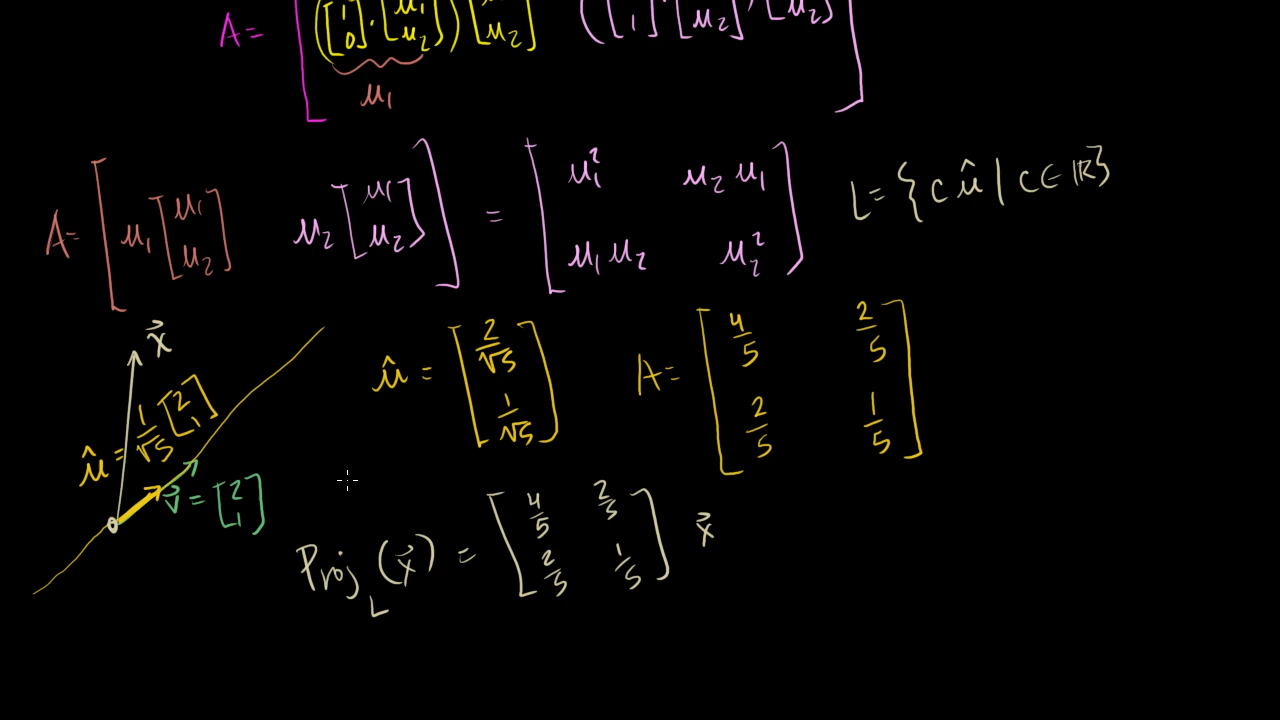 A = [ ([1 0] · [u1 u2]) [u1 u2] ([ 1] · [ u2]) [ u2] ]
u1
A = [ u1 [u1 u2] u2 [u1 u2] ] = [ u1² u2 u1
u1 u2 u2² ]
L = { c û | c ∈ ℝ }
x⃗
û = 1/√5 [2 1]
v⃗ = [2 1]
û = [ 2/√5
1/√5 ]
A = [ 4/5 2/5
2/5 1/5 ]
Proj_L (x⃗) = [ 4/5 2/5
2/5 1/5 ] x⃗